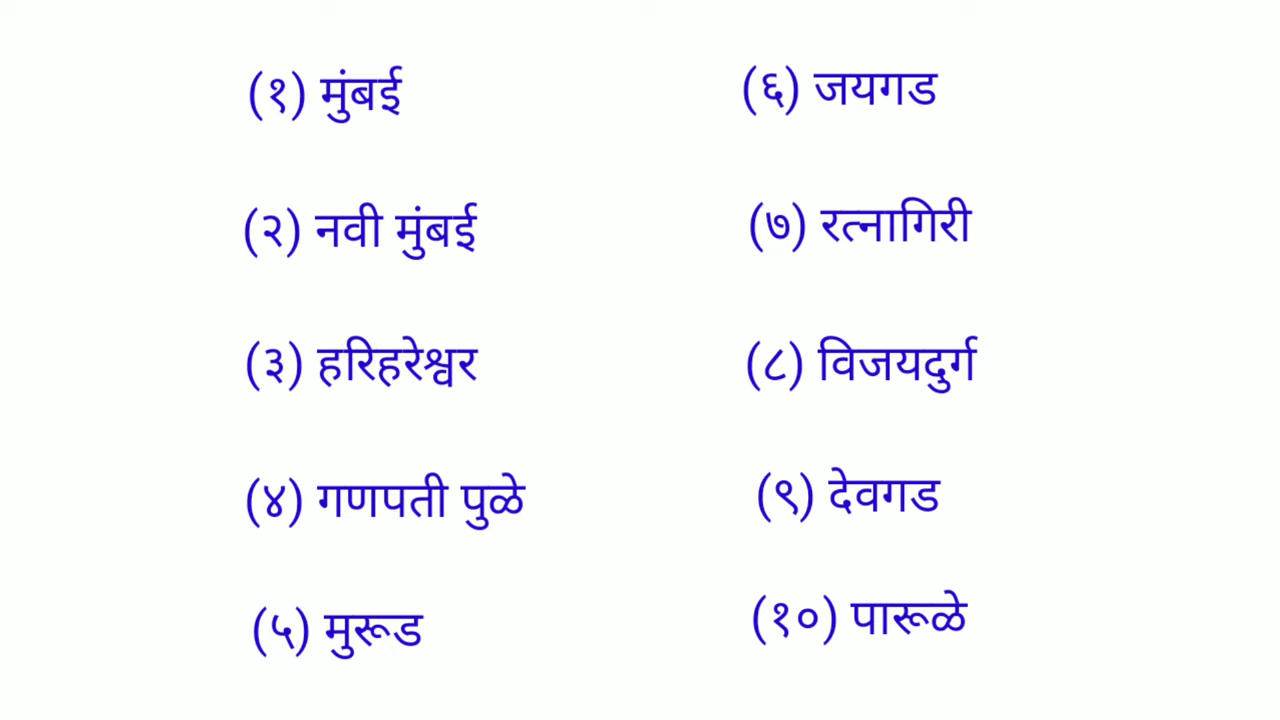 (१) मुंबई
(२) नवी मुंबई
(३) हरिहरेश्वर
(४) गणपती पुळे
(५) मुरूड
(६) जयगड
(७) रत्नागिरी
(८) विजयदुर्ग
(९) देवगड
(१०) पारूळे